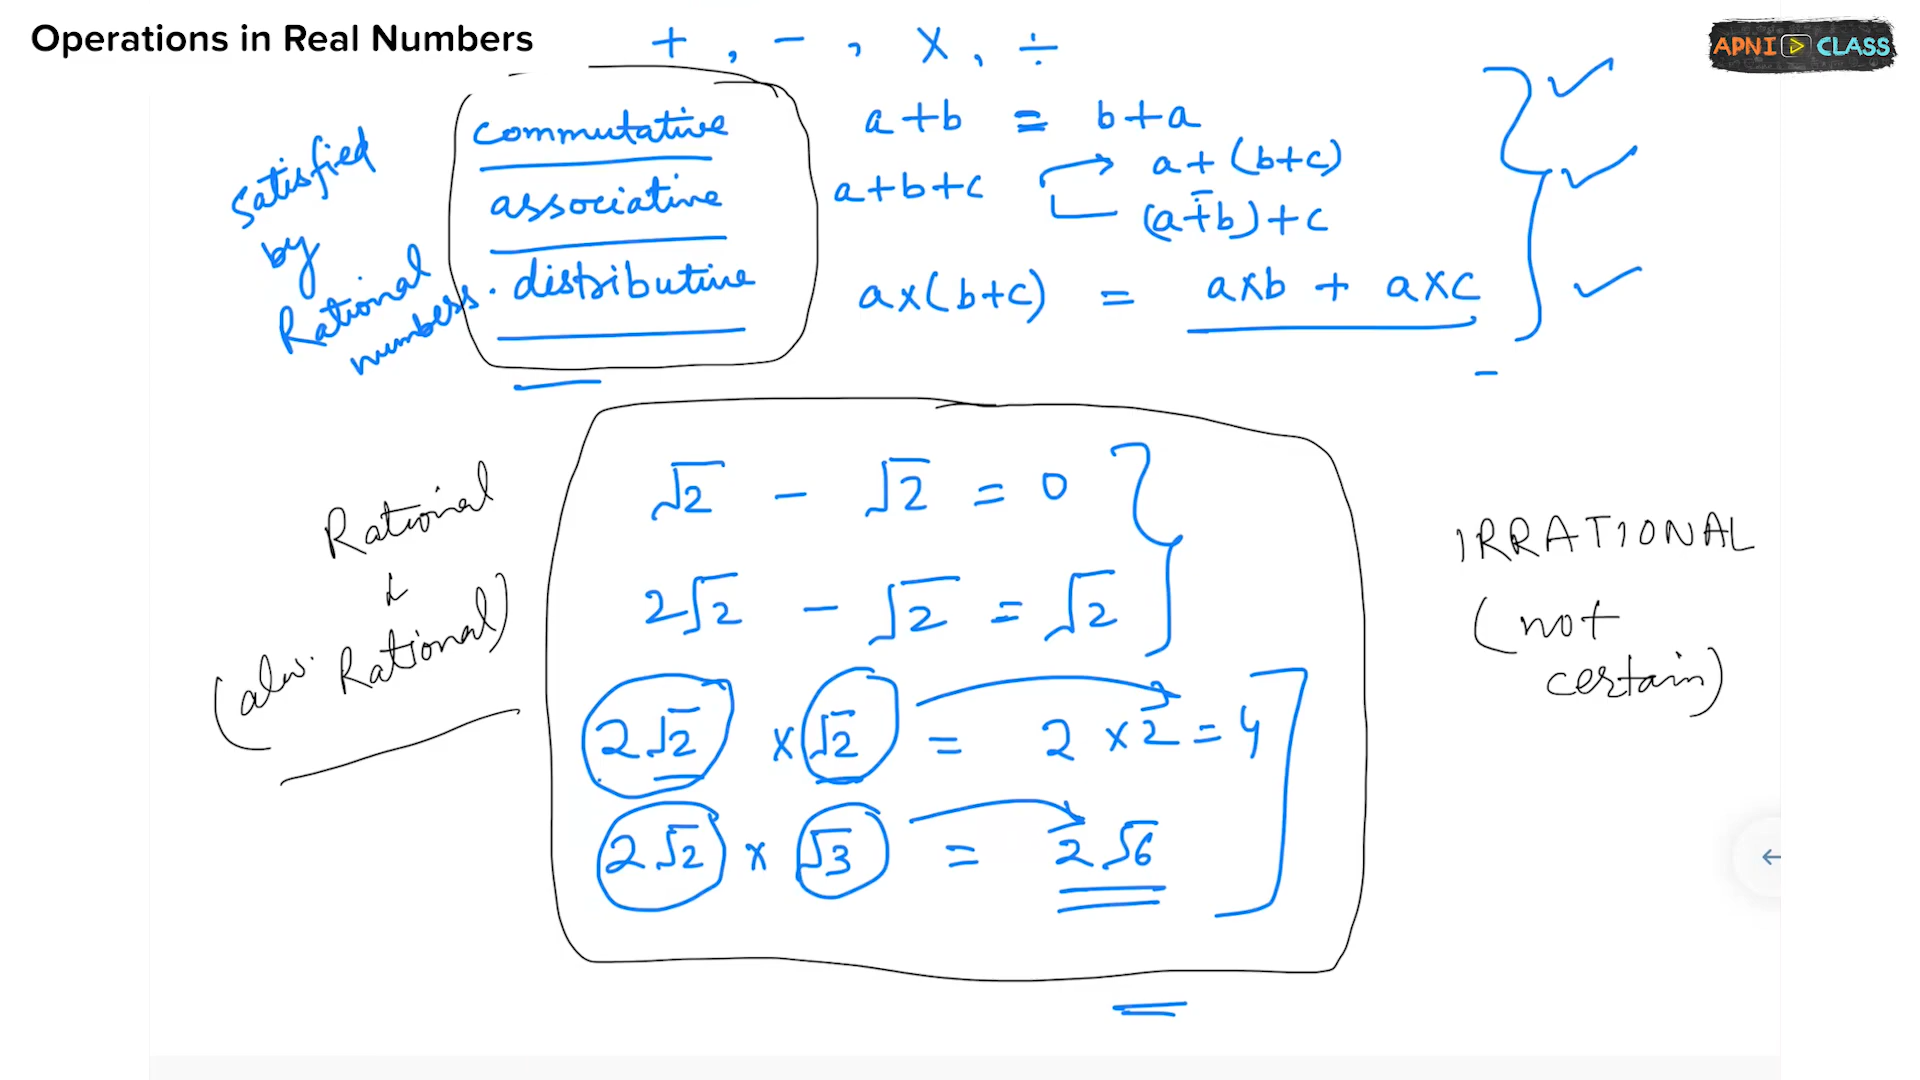 Operations in Real Numbers
+ , - , × , ÷
APNI CLASS
satisfied
by
Rational
numbers.
commutative
a+b = b+a
associative
a+b+c
a+(b+c)
(a+b)+c
distributive
a×(b+c) = a×b + a×c
Rational
(alw. Rational)
√2 - √2 = 0
2√2 - √2 = √2
2√2 × √2 = 2 × 2 = 4
2√2 × √3 = 2√6
IRRATIONAL
(not
certain)